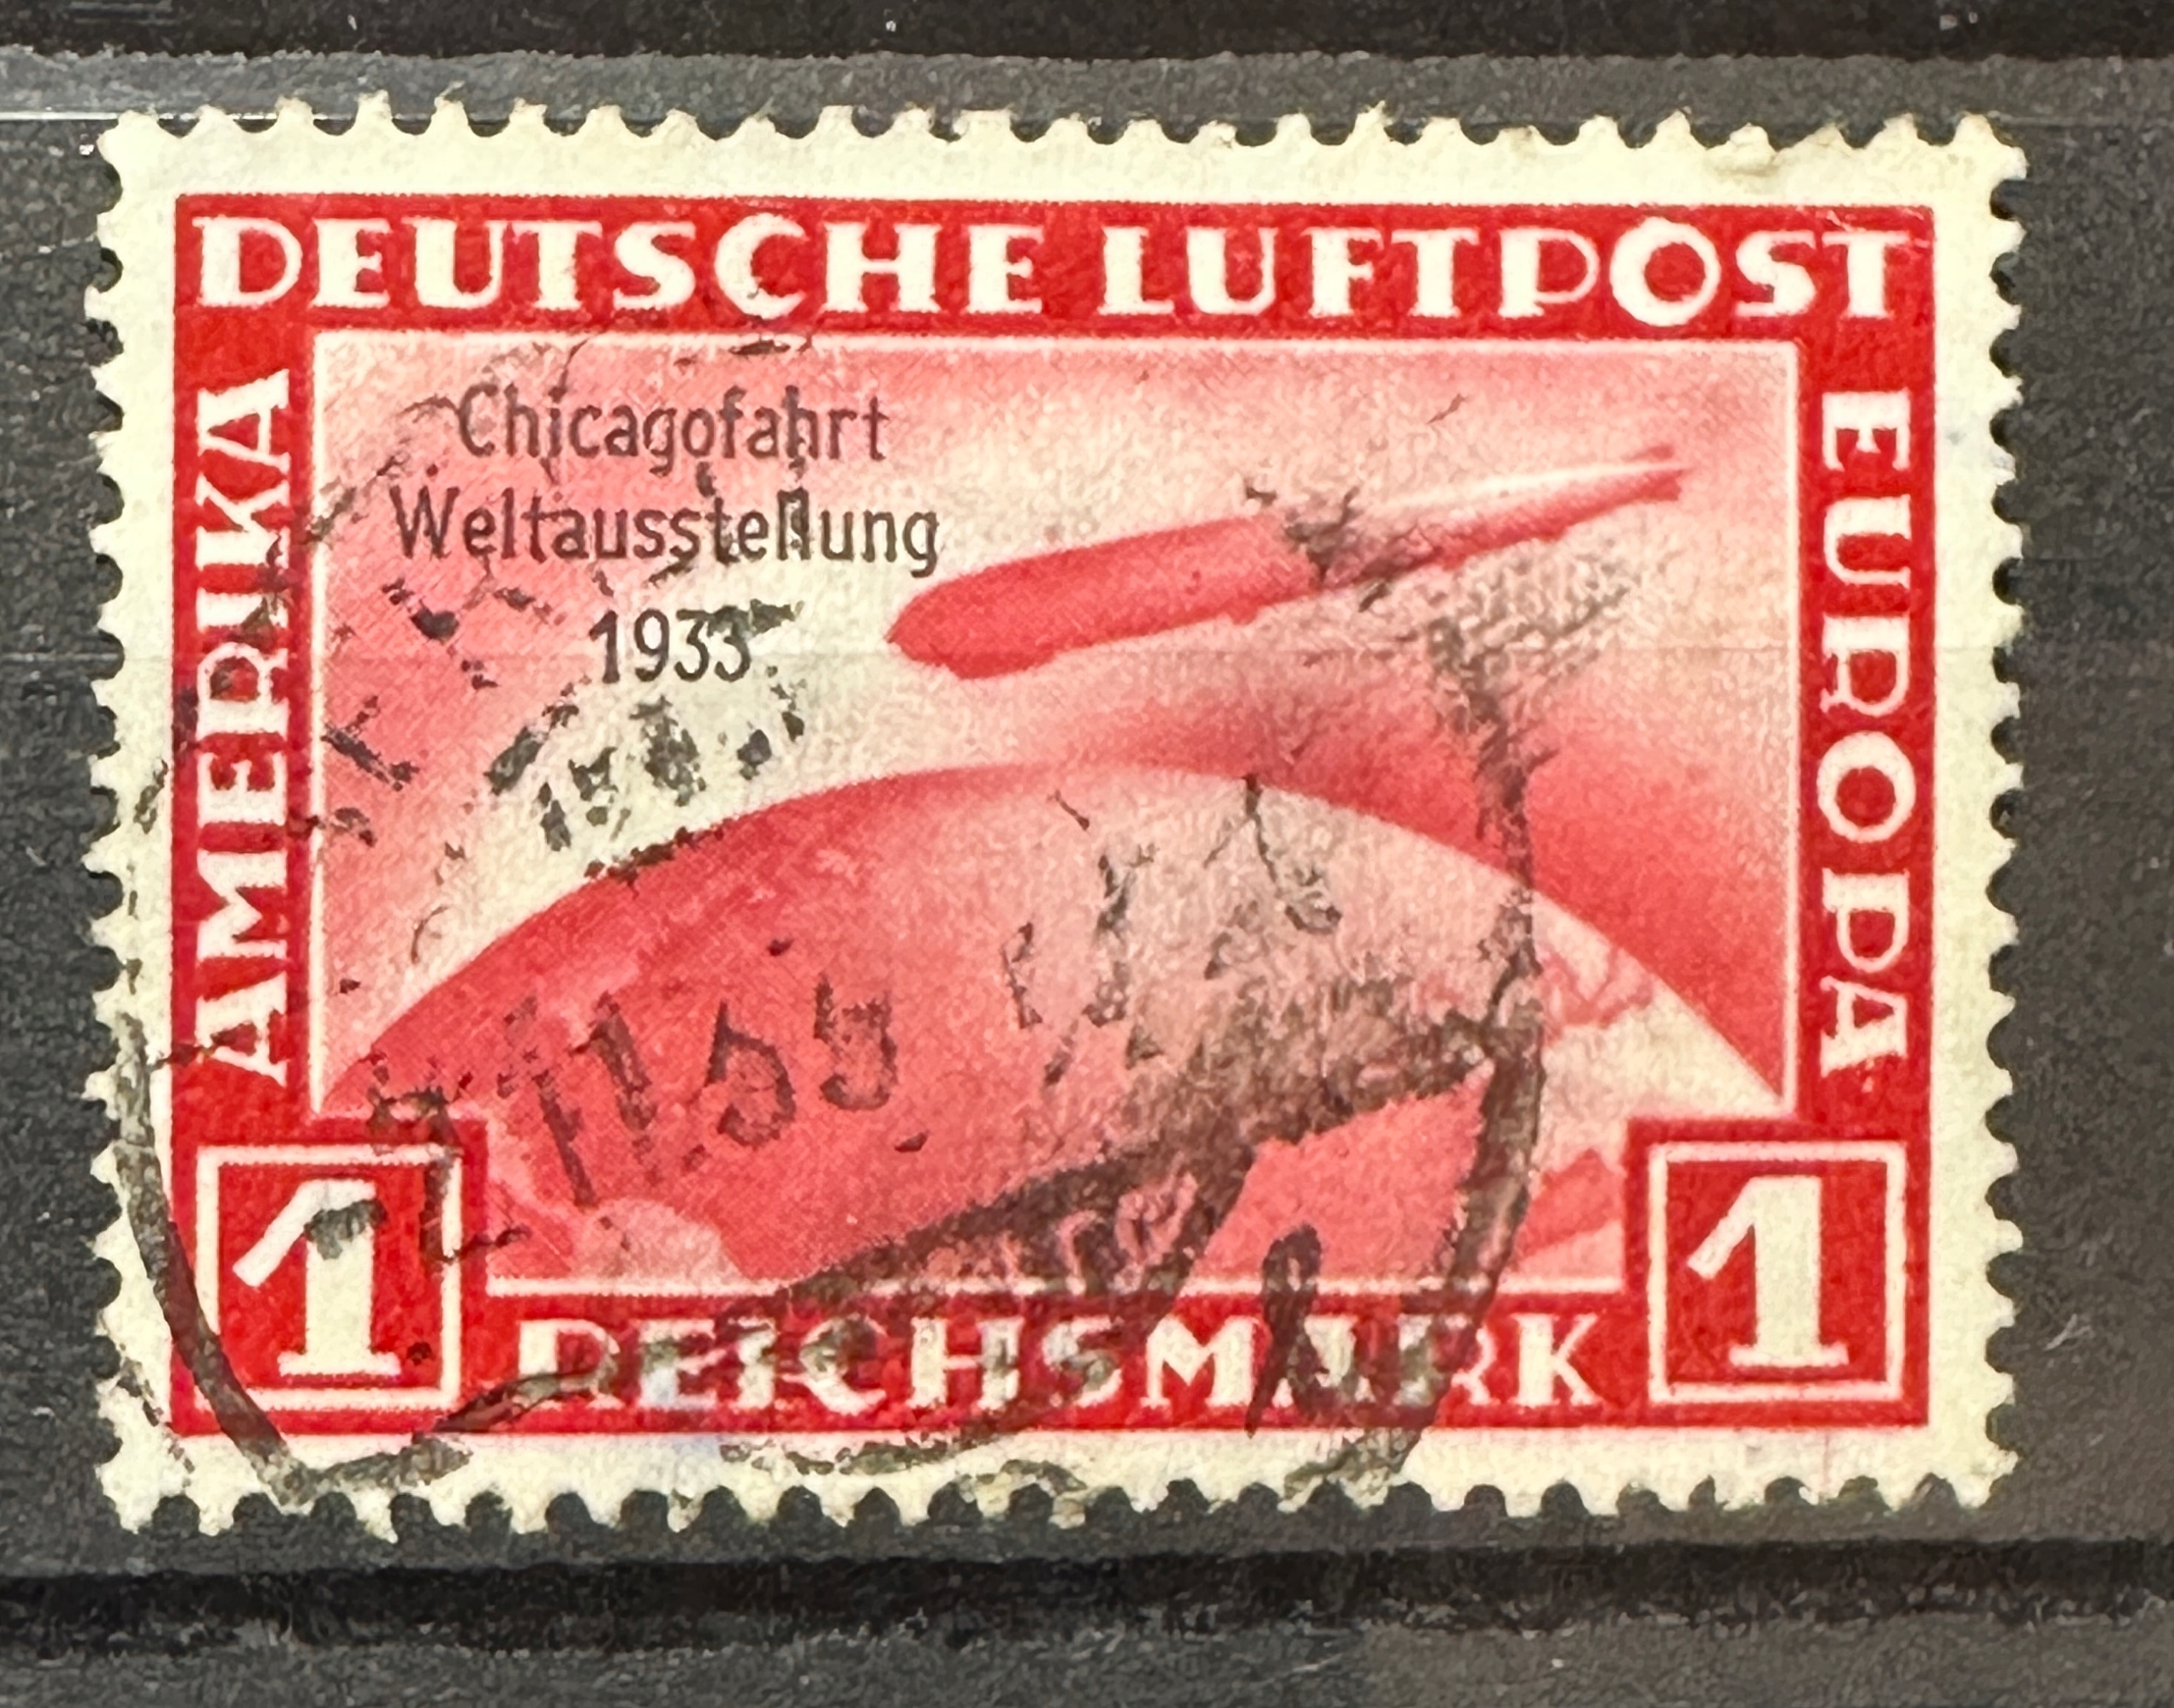 DEUTSCHE LUFTPOST
AMERIKA
Chicagofahrt
Weltausstellung
1933
EUROPA
1
REICHSMARK
1